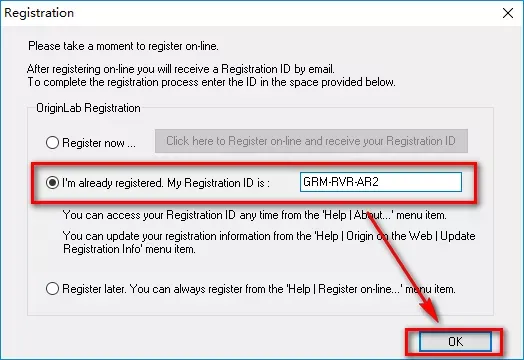 Registration
Please take a moment to register on-line.
After registering on-line you will receive a Registration ID by email.
To complete the registration process enter the ID in the space provided below.
OriginLab Registration
Register now ... Click here to Register on-line and receive your Registration ID
I'm already registered. My Registration ID is : GRM-RVR-AR2
You can access your Registration ID any time from the 'Help | About...' menu item.
You can update your registration information from the 'Help | Origin on the Web | Update
Registration Info' menu item.
Register later. You can always register from the 'Help | Register on-line...' menu item.
OK